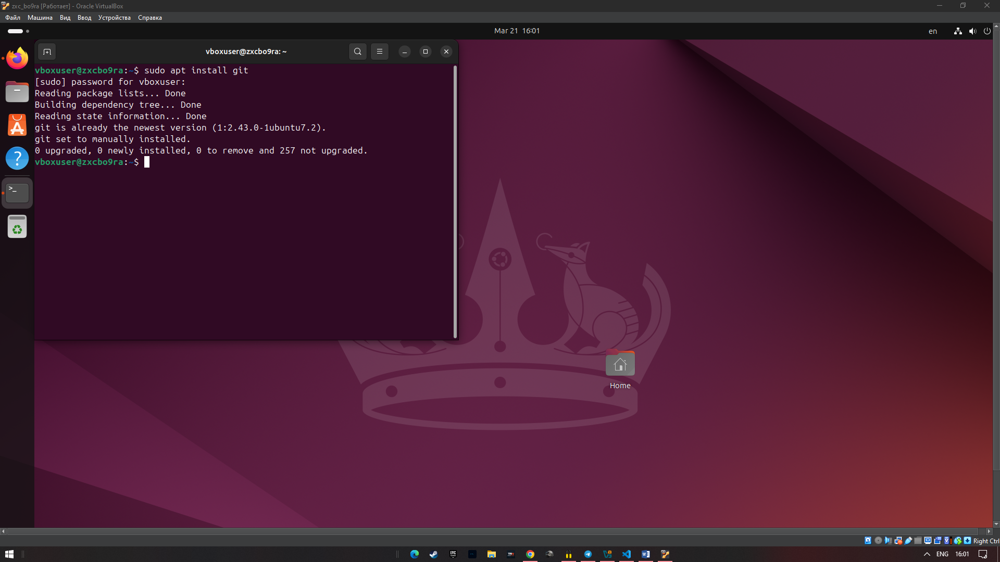 zxc_bo9ra [Работает] - Oracle VirtualBox
Файл Машина Вид Ввод Устройства Справка
Mar 21 16:01
en
vboxuser@zxcbo9ra: ~
vboxuser@zxcbo9ra:~$ sudo apt install git
[sudo] password for vboxuser:
Reading package lists... Done
Building dependency tree... Done
Reading state information... Done
git is already the newest version (1:2.43.0-1ubuntu7.2).
git set to manually installed.
0 upgraded, 0 newly installed, 0 to remove and 257 not upgraded.
vboxuser@zxcbo9ra:~$
Home
Right Ctrl
EPIC
ENG 16:01